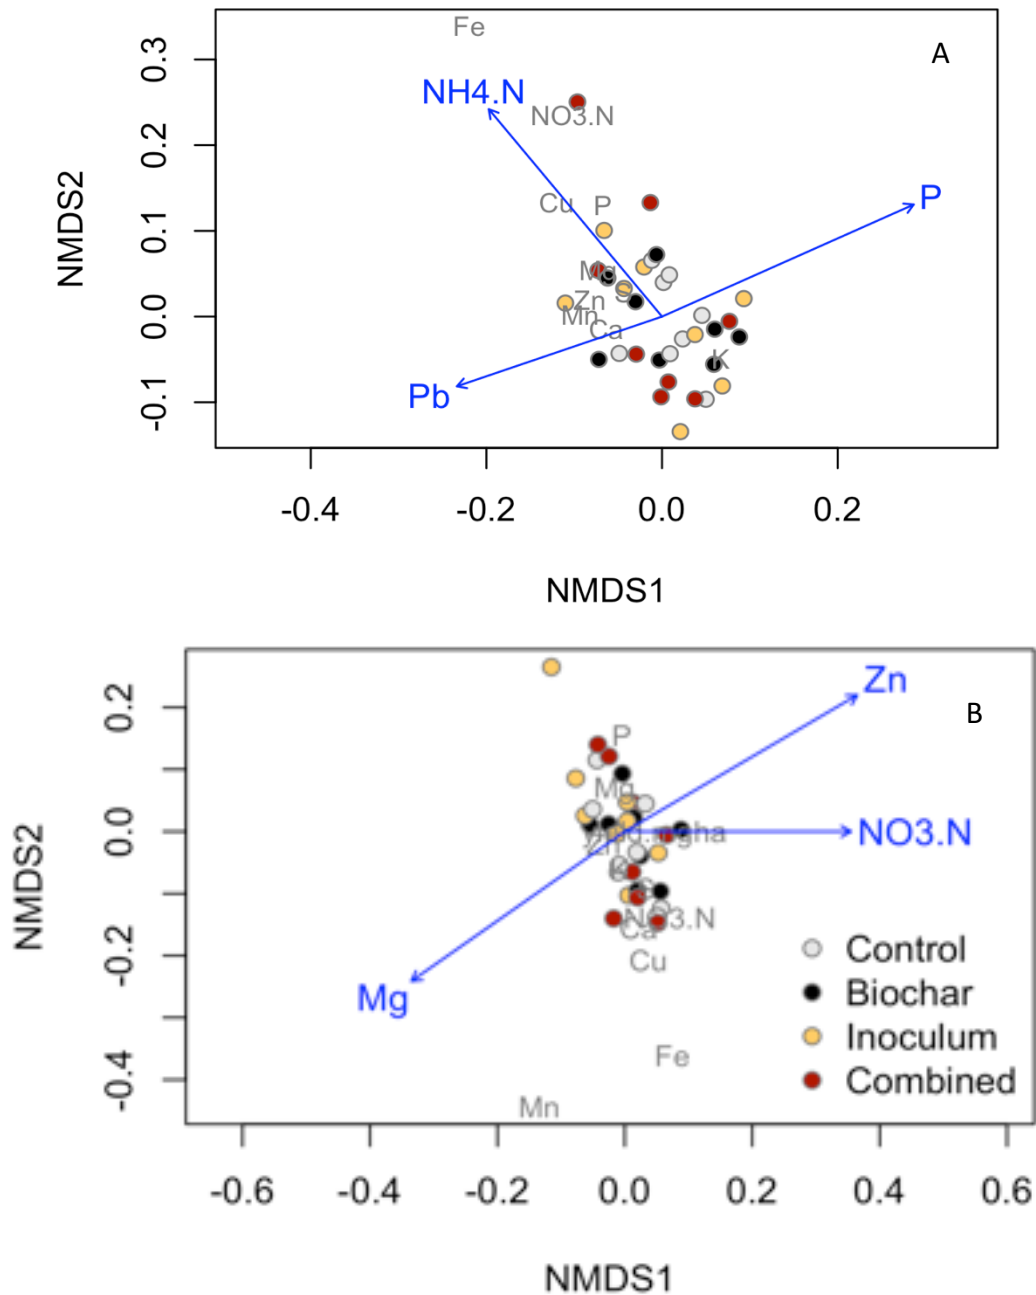 Fe
A
0.3
NH4.N
NO3.N
0.2
Cu
P
P
0.1
NMDS2
Mg
S
Zn
0.0
Mn
Ca
K
Pb
-0.1
-0.4
-0.2
0.0
0.2
NMDS1
Zn
0.2
B
P
Mg
0.0
NO3.N
NMDS2
NO3.N
Ca
-0.2
Cu
Control
Mg
Biochar
Inoculum
Fe
-0.4
Combined
Mn
-0.6
-0.4
-0.2
0.0
0.2
0.4
0.6
NMDS1